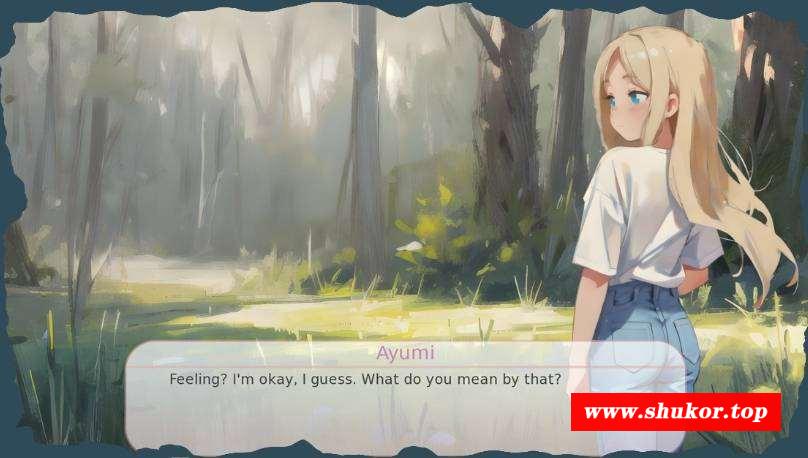 Ayumi
Feeling? I'm okay, I guess. What do you mean by that?
www.shukor.top